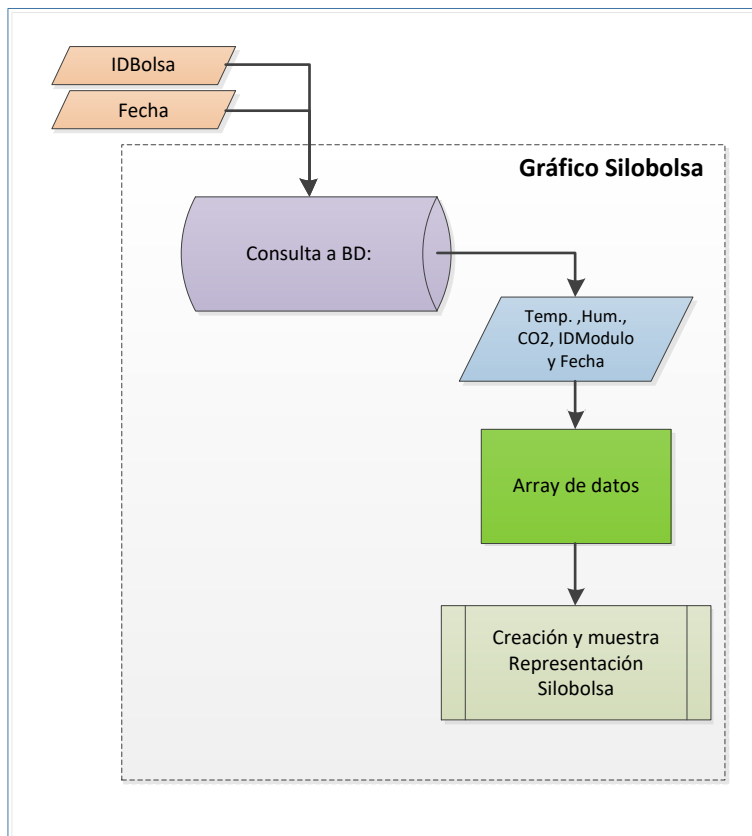 IDBolsa
Fecha
Gráfico Silobolsa
Consulta a BD:
Temp. ,Hum.,
CO2, IDModulo
y Fecha
Array de datos
Creación y muestra
Representación
Silobolsa